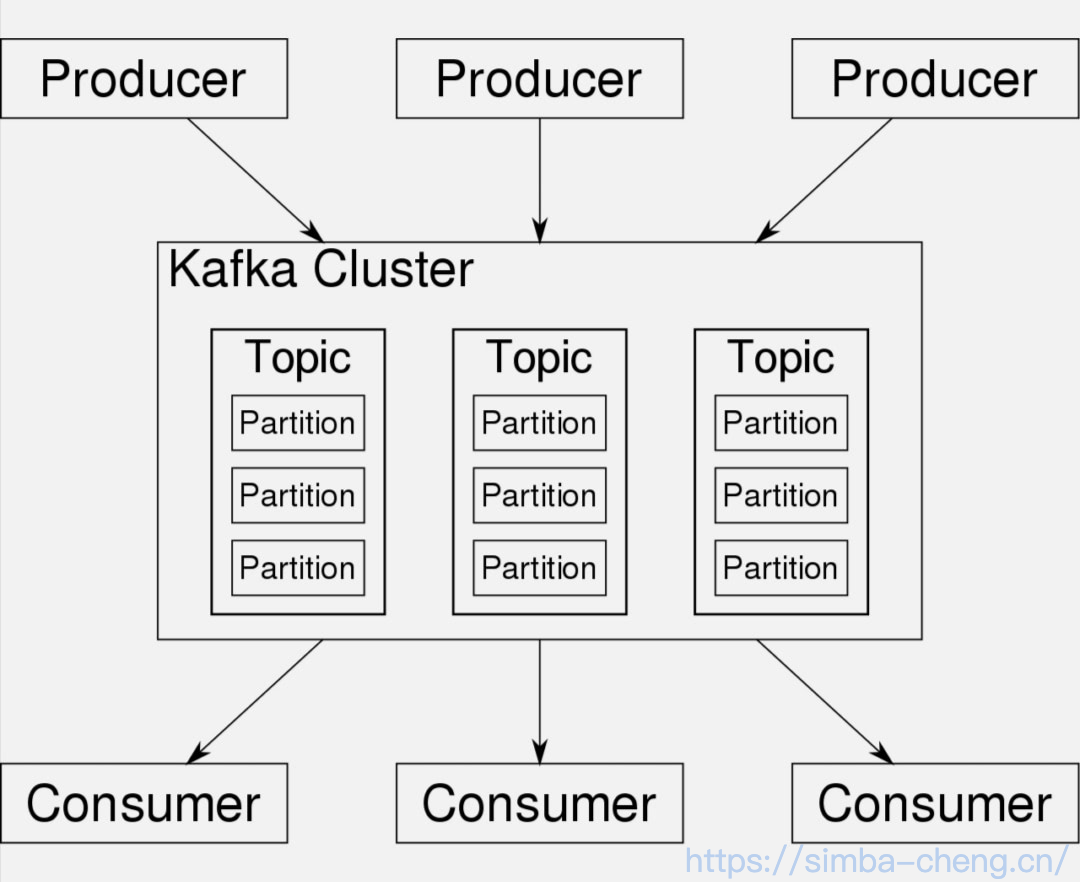 Producer Producer Producer
Kafka Cluster
Topic Topic Topic
Partition Partition Partition
Partition Partition Partition
Partition Partition Partition
Consumer Consumer Consumer
https://simba-cheng.cn/